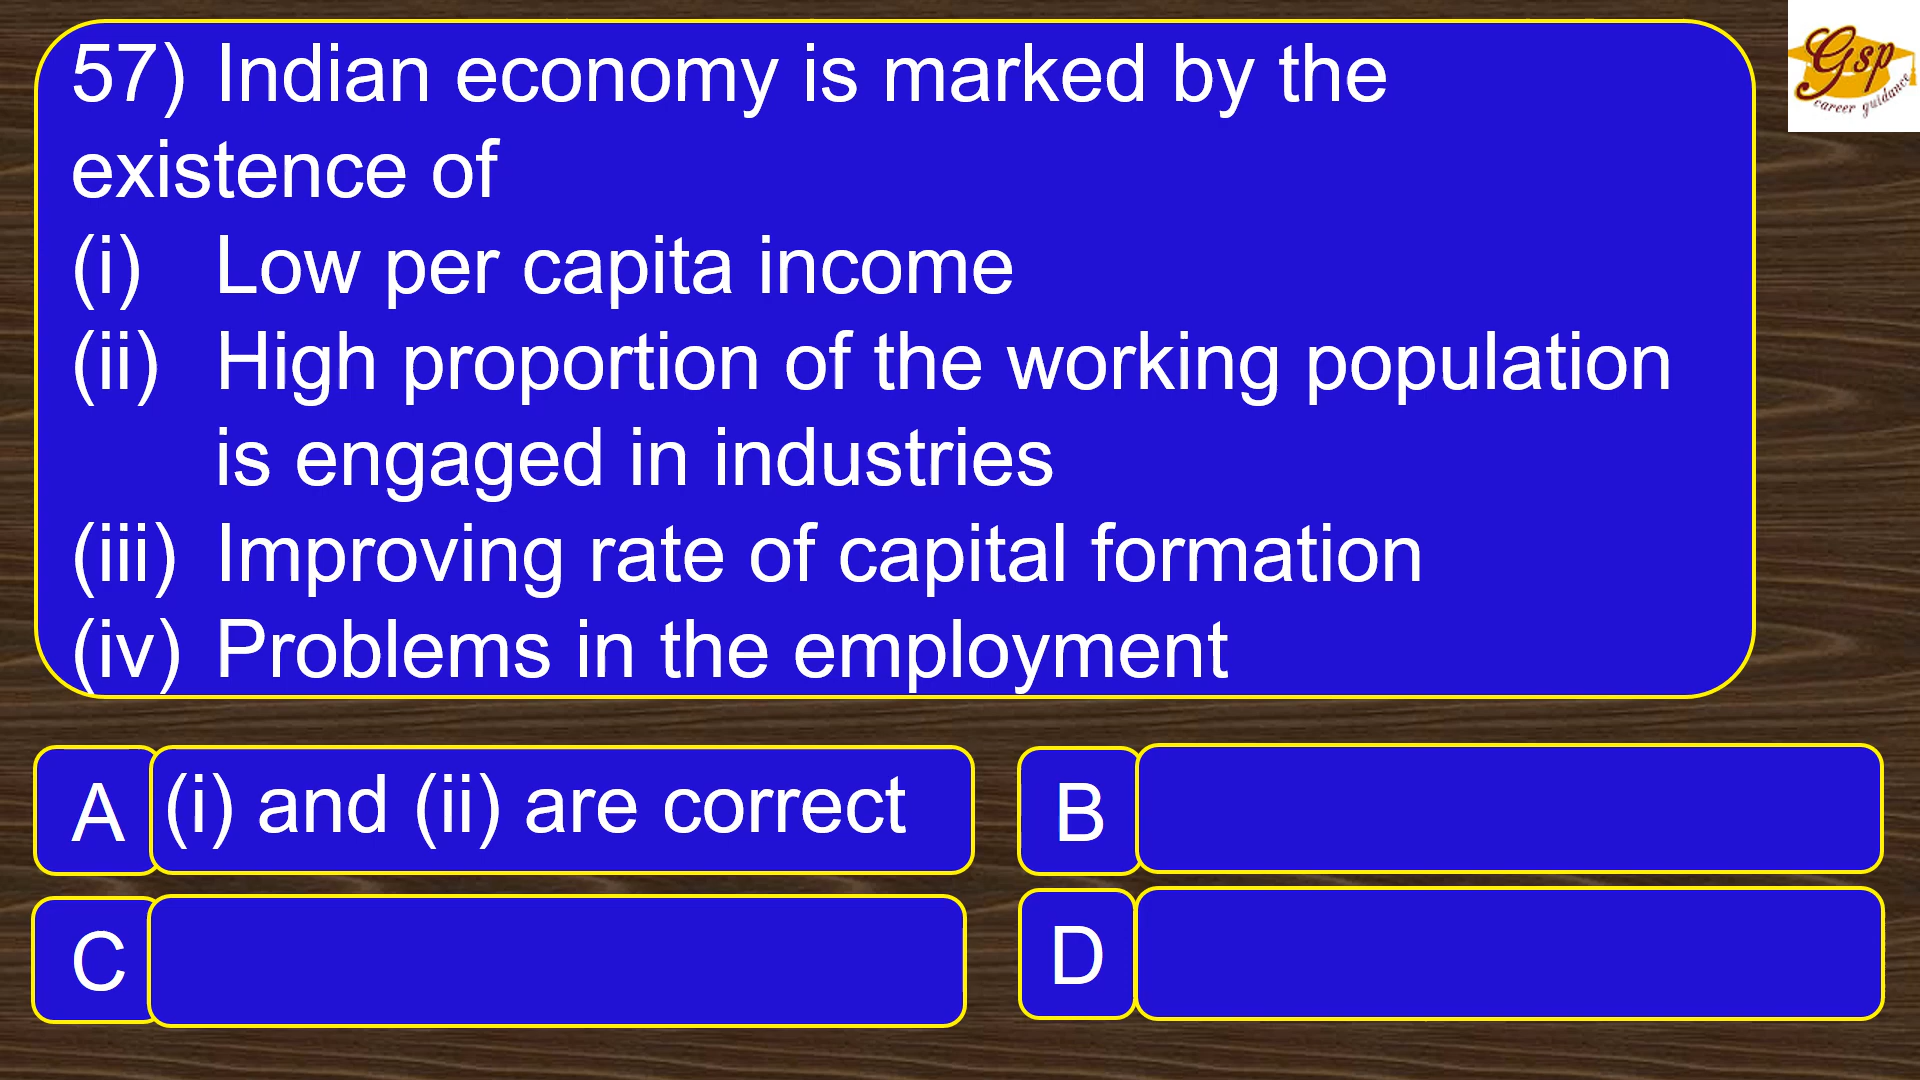 57) Indian economy is marked by the
existence of
(i) Low per capita income
(ii) High proportion of the working population
is engaged in industries
(iii) Improving rate of capital formation
(iv) Problems in the employment
A (i) and (ii) are correct
B
C
D
Gsp
career guidance